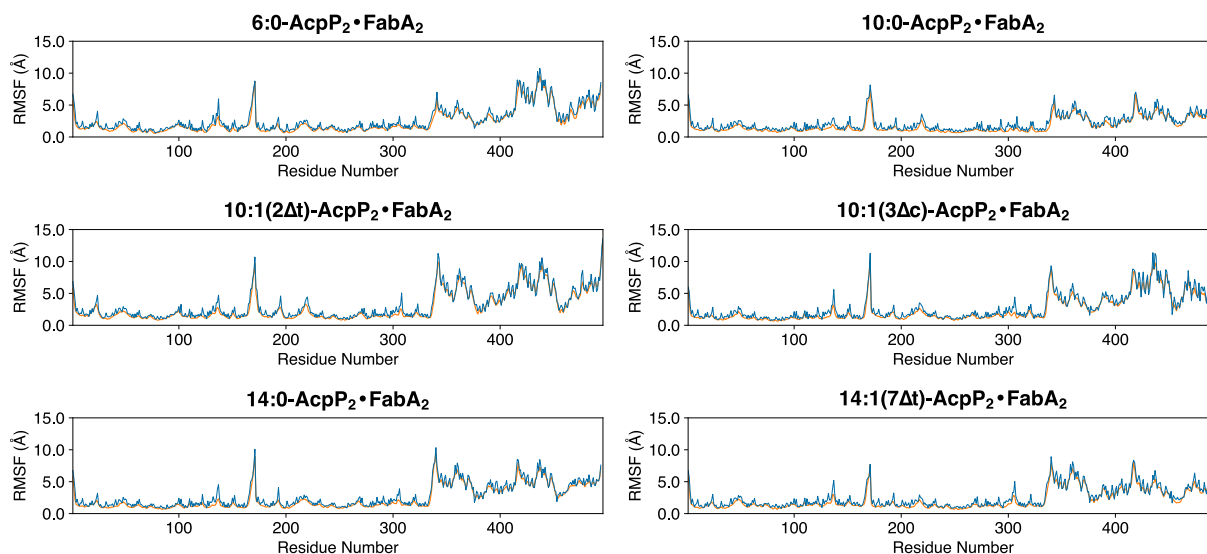 6:0-AcpP₂•FabA₂
RMSF (Å)
15.0
10.0
5.0
0.0
100
200
300
400
Residue Number
10:0-AcpP₂•FabA₂
RMSF (Å)
15.0
10.0
5.0
0.0
100
200
300
400
Residue Number
10:1(2Δt)-AcpP₂•FabA₂
RMSF (Å)
15.0
10.0
5.0
0.0
100
200
300
400
Residue Number
10:1(3Δc)-AcpP₂•FabA₂
RMSF (Å)
15.0
10.0
5.0
0.0
100
200
300
400
Residue Number
14:0-AcpP₂•FabA₂
RMSF (Å)
15.0
10.0
5.0
0.0
100
200
300
400
Residue Number
14:1(7Δt)-AcpP₂•FabA₂
RMSF (Å)
15.0
10.0
5.0
0.0
100
200
300
400
Residue Number